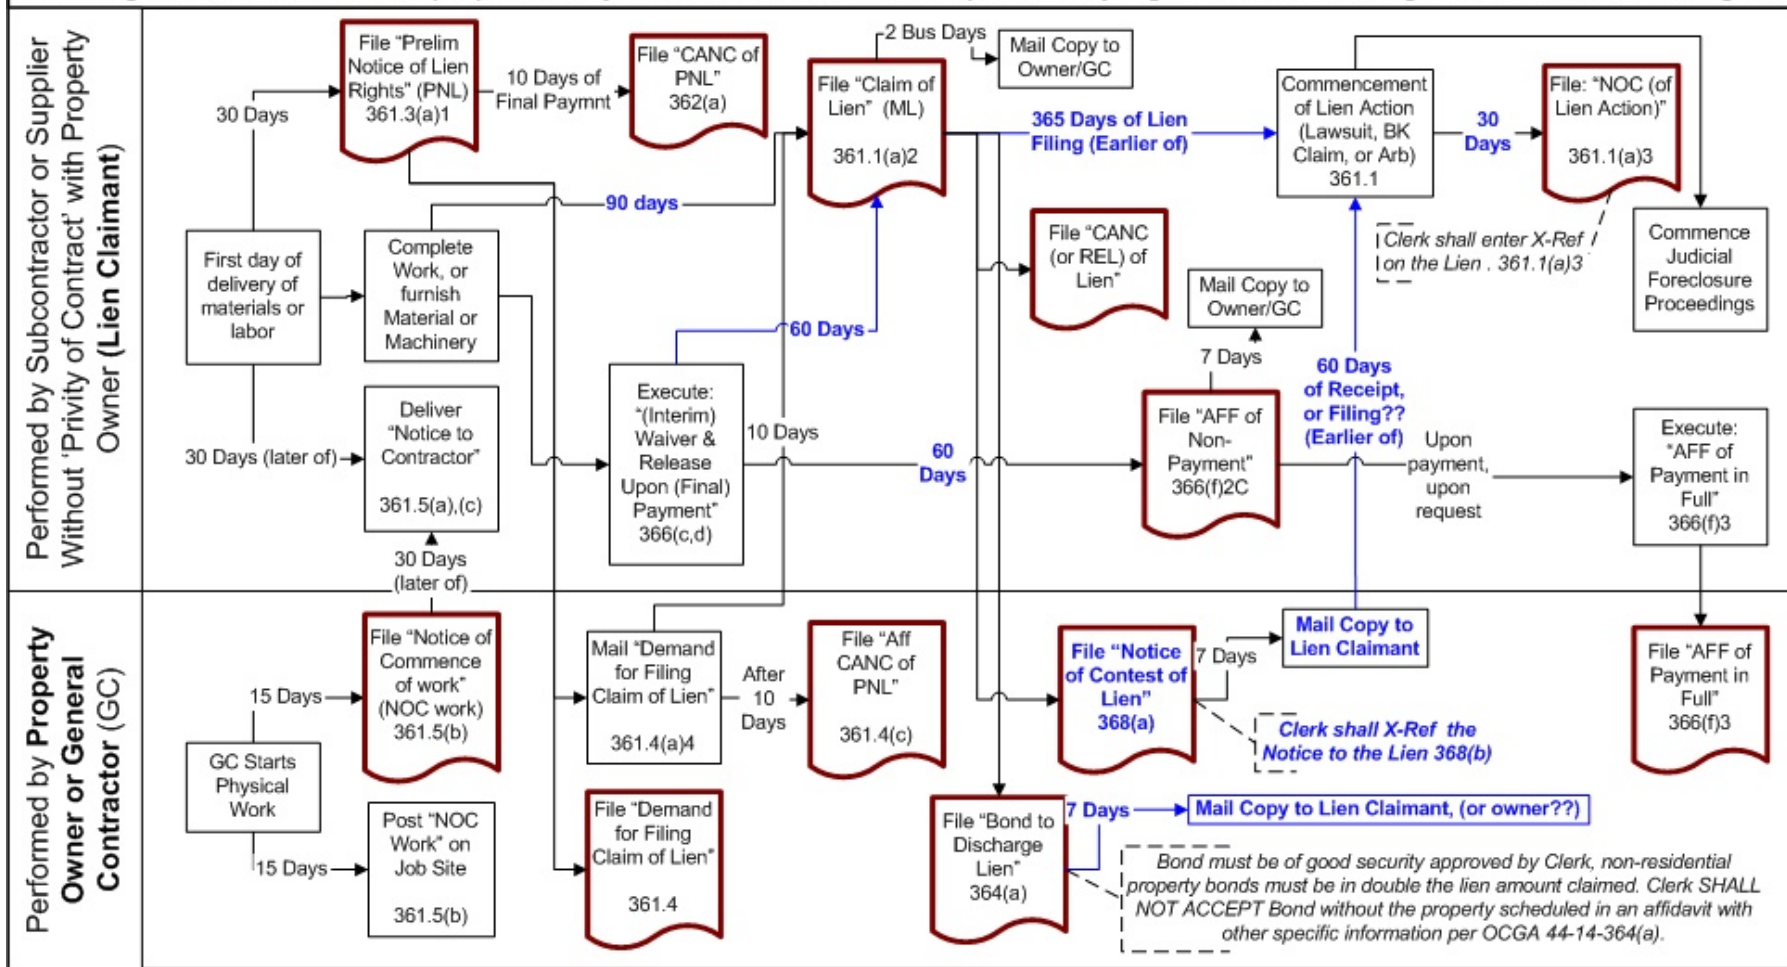 Performed by Subcontractor or Supplier
Without 'Privity of Contract' with Property
Owner (Lien Claimant)
First day of
delivery of
materials or
labor
30 Days
File “Prelim
Notice of Lien
Rights” (PNL)
361.3(a)1
10 Days of
Final Paymnt
File “CANC of
PNL”
362(a)
90 days
Complete
Work, or
furnish
Material or
Machinery
30 Days (later of)
Deliver
“Notice to
Contractor”
361.5(a),(c)
30 Days
(later of)
Execute:
“(Interim)
Waiver &
Release
Upon (Final)
Payment”
366(c,d)
60 Days
10 Days
File “Claim of
Lien” (ML)
361.1(a)2
2 Bus Days
Mail Copy to
Owner/GC
365 Days of Lien
Filing (Earlier of)
Commencement
of Lien Action
(Lawsuit, BK
Claim, or Arb)
361.1
30
Days
File: “NOC (of
Lien Action)”
361.1(a)3
Clerk shall enter X-Ref
on the Lien . 361.1(a)3
Commence
Judicial
Foreclosure
Proceedings
File “CANC
(or REL) of
Lien”
60
Days
File “AFF of
Non-
Payment”
366(f)2C
7 Days
Mail Copy to
Owner/GC
60 Days
of Receipt,
or Filing??
(Earlier of)
Upon
payment,
upon
request
Execute:
“AFF of
Payment in
Full”
366(f)3
Performed by Property
Owner or General
Contractor (GC)
GC Starts
Physical
Work
15 Days
File “Notice of
Commence
of work”
(NOC work)
361.5(b)
15 Days
Post “NOC
Work” on
Job Site
361.5(b)
Mail “Demand
for Filing
Claim of Lien”
361.4(a)4
After
10
Days
File “Aff
CANC of
PNL”
361.4(c)
File “Demand
for Filing
Claim of Lien”
361.4
File “Notice
of Contest of
Lien”
368(a)
7 Days
Mail Copy to
Lien Claimant
Clerk shall X-Ref the
Notice to the Lien 368(b)
File “Bond to
Discharge
Lien”
364(a)
7 Days
Mail Copy to Lien Claimant, (or owner??)
Bond must be of good security approved by Clerk, non-residential
property bonds must be in double the lien amount claimed. Clerk SHALL
NOT ACCEPT Bond without the property scheduled in an affidavit with
other specific information per OCGA 44-14-364(a).
File “AFF of
Payment in
Full”
366(f)3